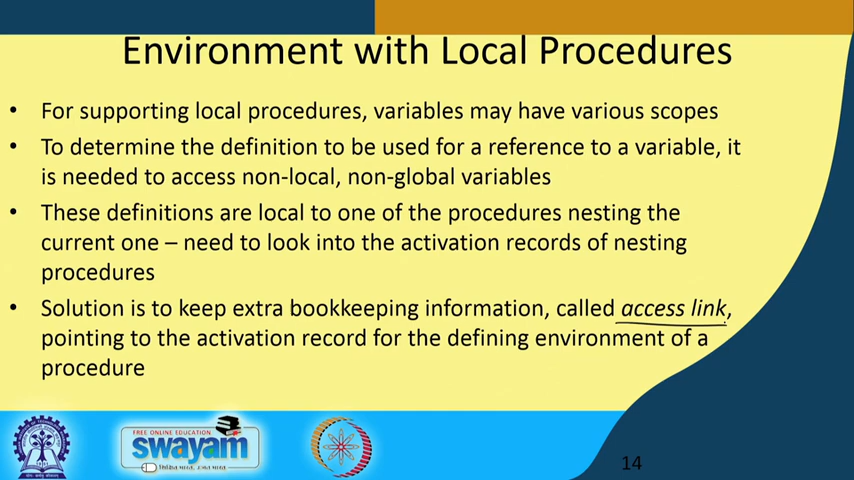 Environment with Local Procedures
• For supporting local procedures, variables may have various scopes
• To determine the definition to be used for a reference to a variable, it
is needed to access non-local, non-global variables
• These definitions are local to one of the procedures nesting the
current one – need to look into the activation records of nesting
procedures
• Solution is to keep extra bookkeeping information, called access link,
pointing to the activation record for the defining environment of a
procedure
FREE ONLINE EDUCATION
swayam
14